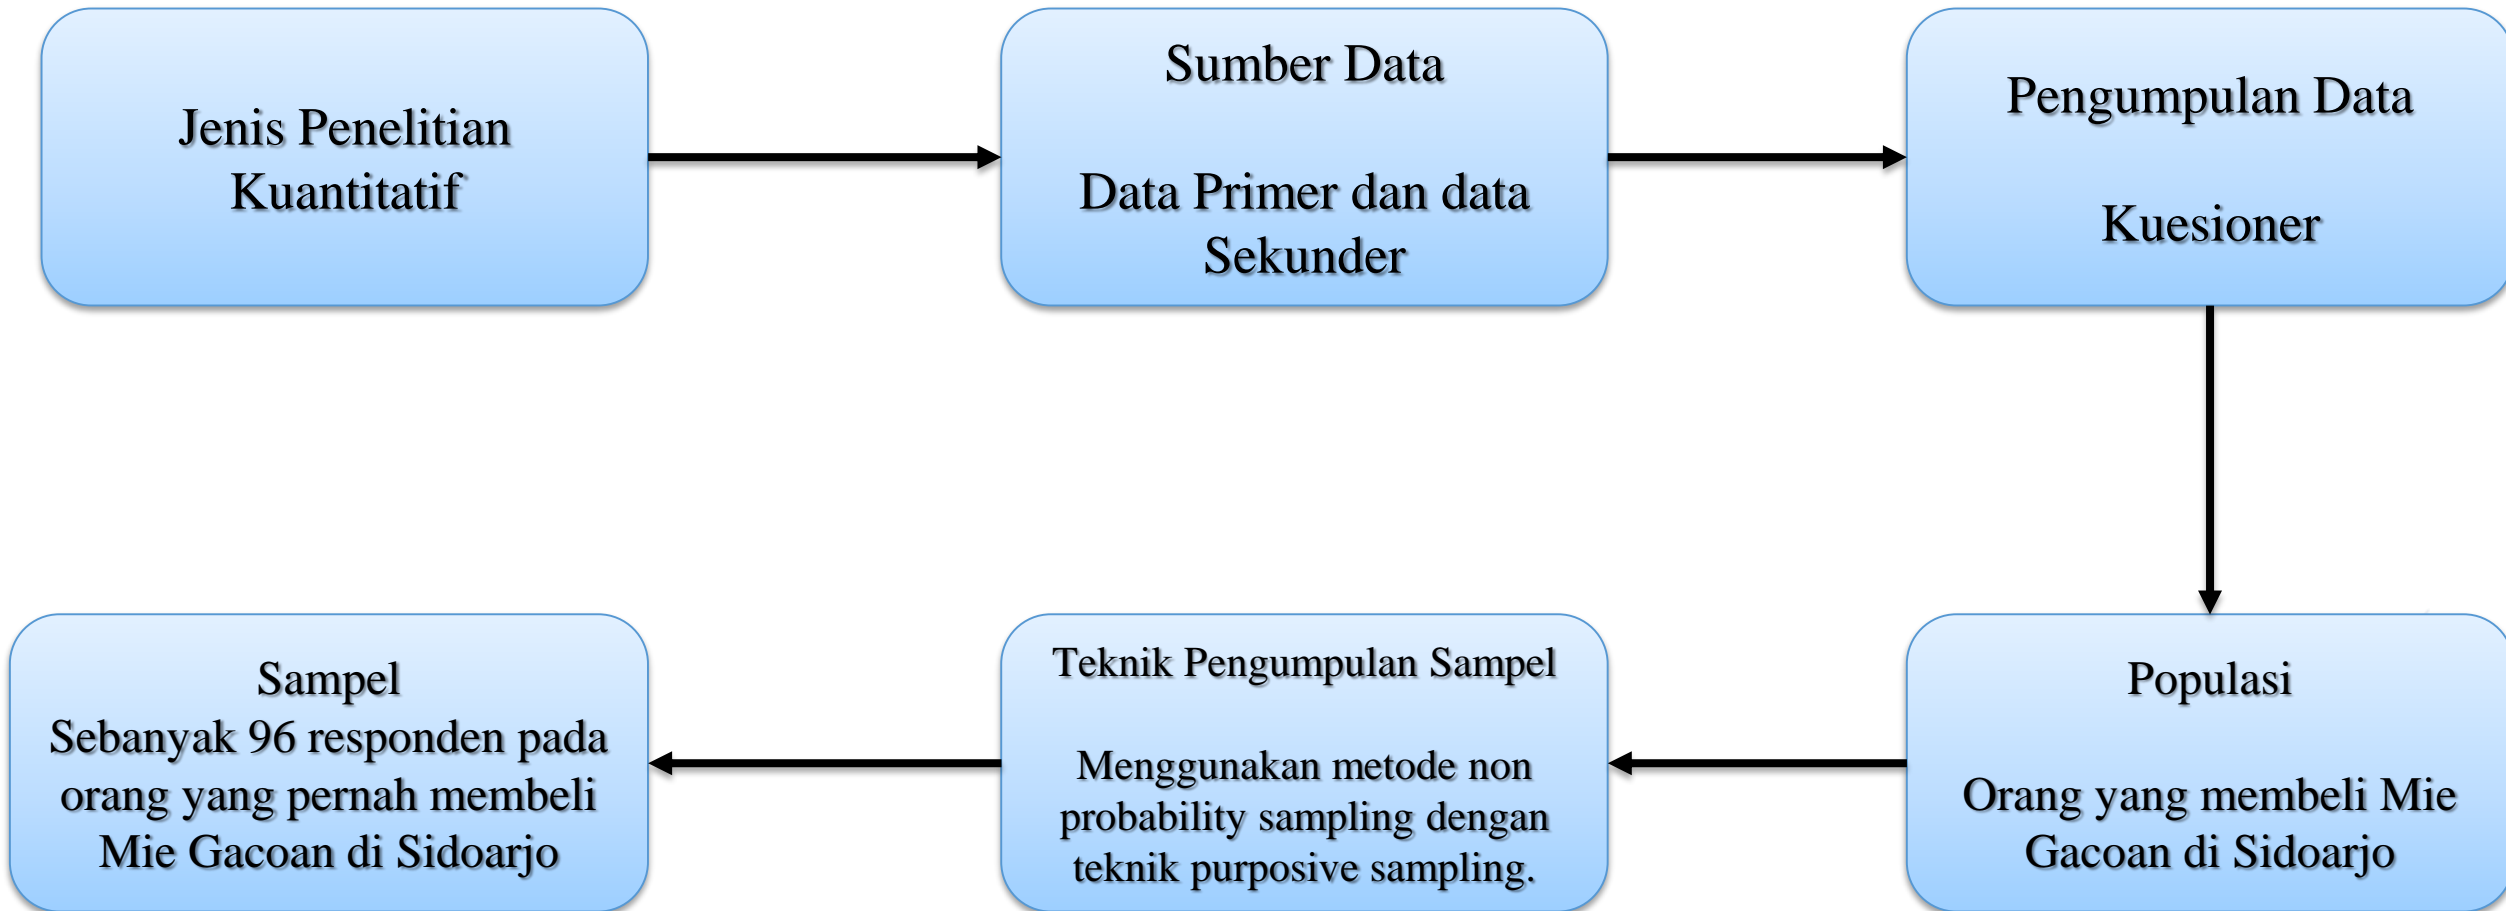 Jenis Penelitian
Kuantitatif
Sumber Data
Data Primer dan data
Sekunder
Pengumpulan Data
Kuesioner
Populasi
Orang yang membeli Mie
Gacoan di Sidoarjo
Teknik Pengumpulan Sampel
Menggunakan metode non
probability sampling dengan
teknik purposive sampling.
Sampel
Sebanyak 96 responden pada
orang yang pernah membeli
Mie Gacoan di Sidoarjo